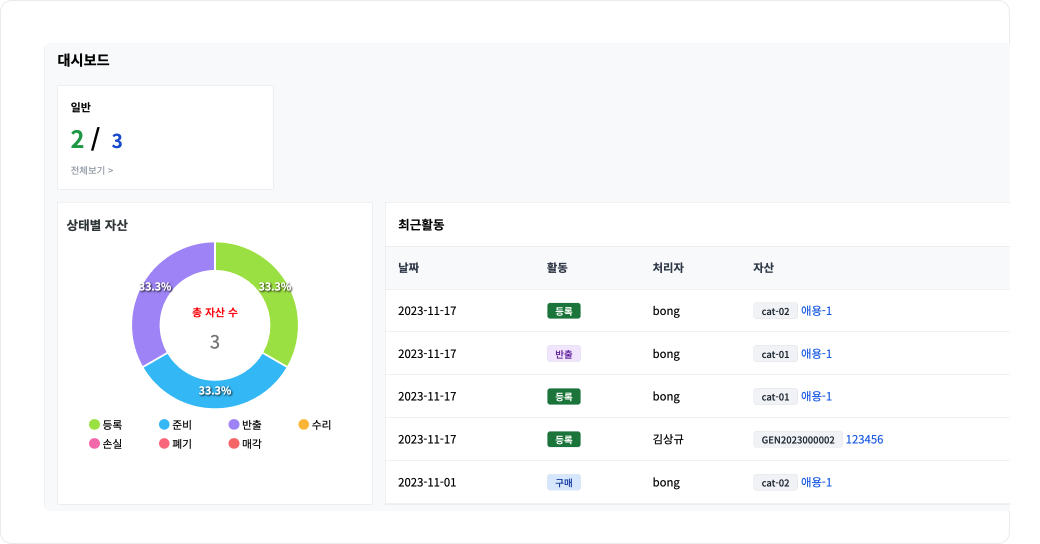 대시보드
일반
2 / 3
전체보기 >
상태별 자산
33.3%
33.3%
총 자산 수
3
33.3%
등록 준비 반출 수리
손실 폐기 매각
최근활동
날짜 활동 처리자 자산
2023-11-17 등록 bong cat-02 애용-1
2023-11-17 반출 bong cat-01 애용-1
2023-11-17 등록 bong cat-01 애용-1
2023-11-17 등록 김상규 GEN2023000002 123456
2023-11-01 구매 bong cat-02 애용-1